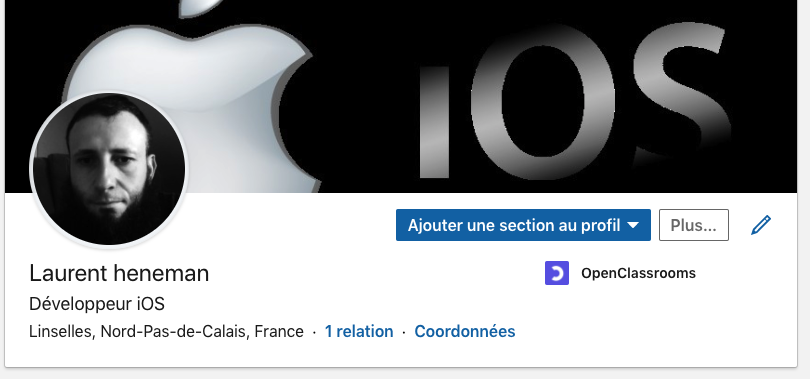 iOS
Ajouter une section au profil
Plus...
Laurent heneman
OpenClassrooms
Développeur iOS
Linselles, Nord-Pas-de-Calais, France · 1 relation · Coordonnées